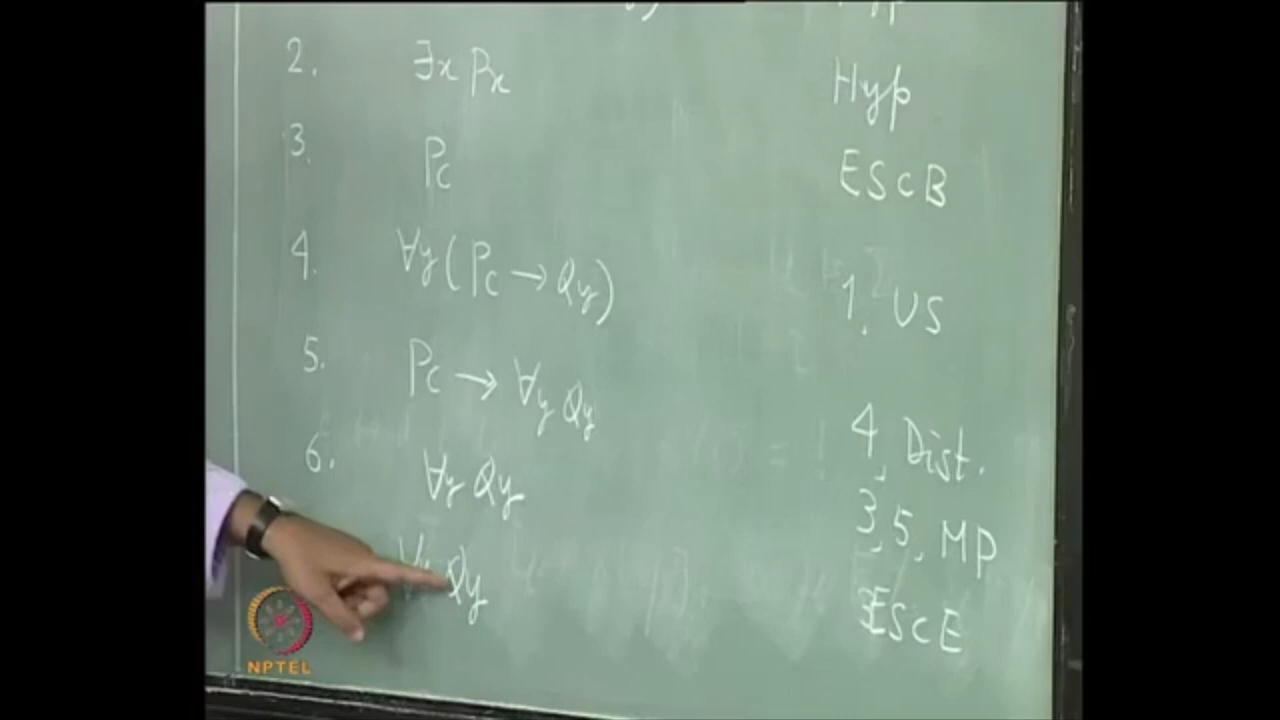 2. ∃x Px Hyp
3. Pc ESCB
4. ∀y(Pc → Qy) 1, US
5. Pc → ∀y Qy 4, Dist.
6. ∀y Qy 3, 5, MP
∀y Qy ESCE
NPTEL